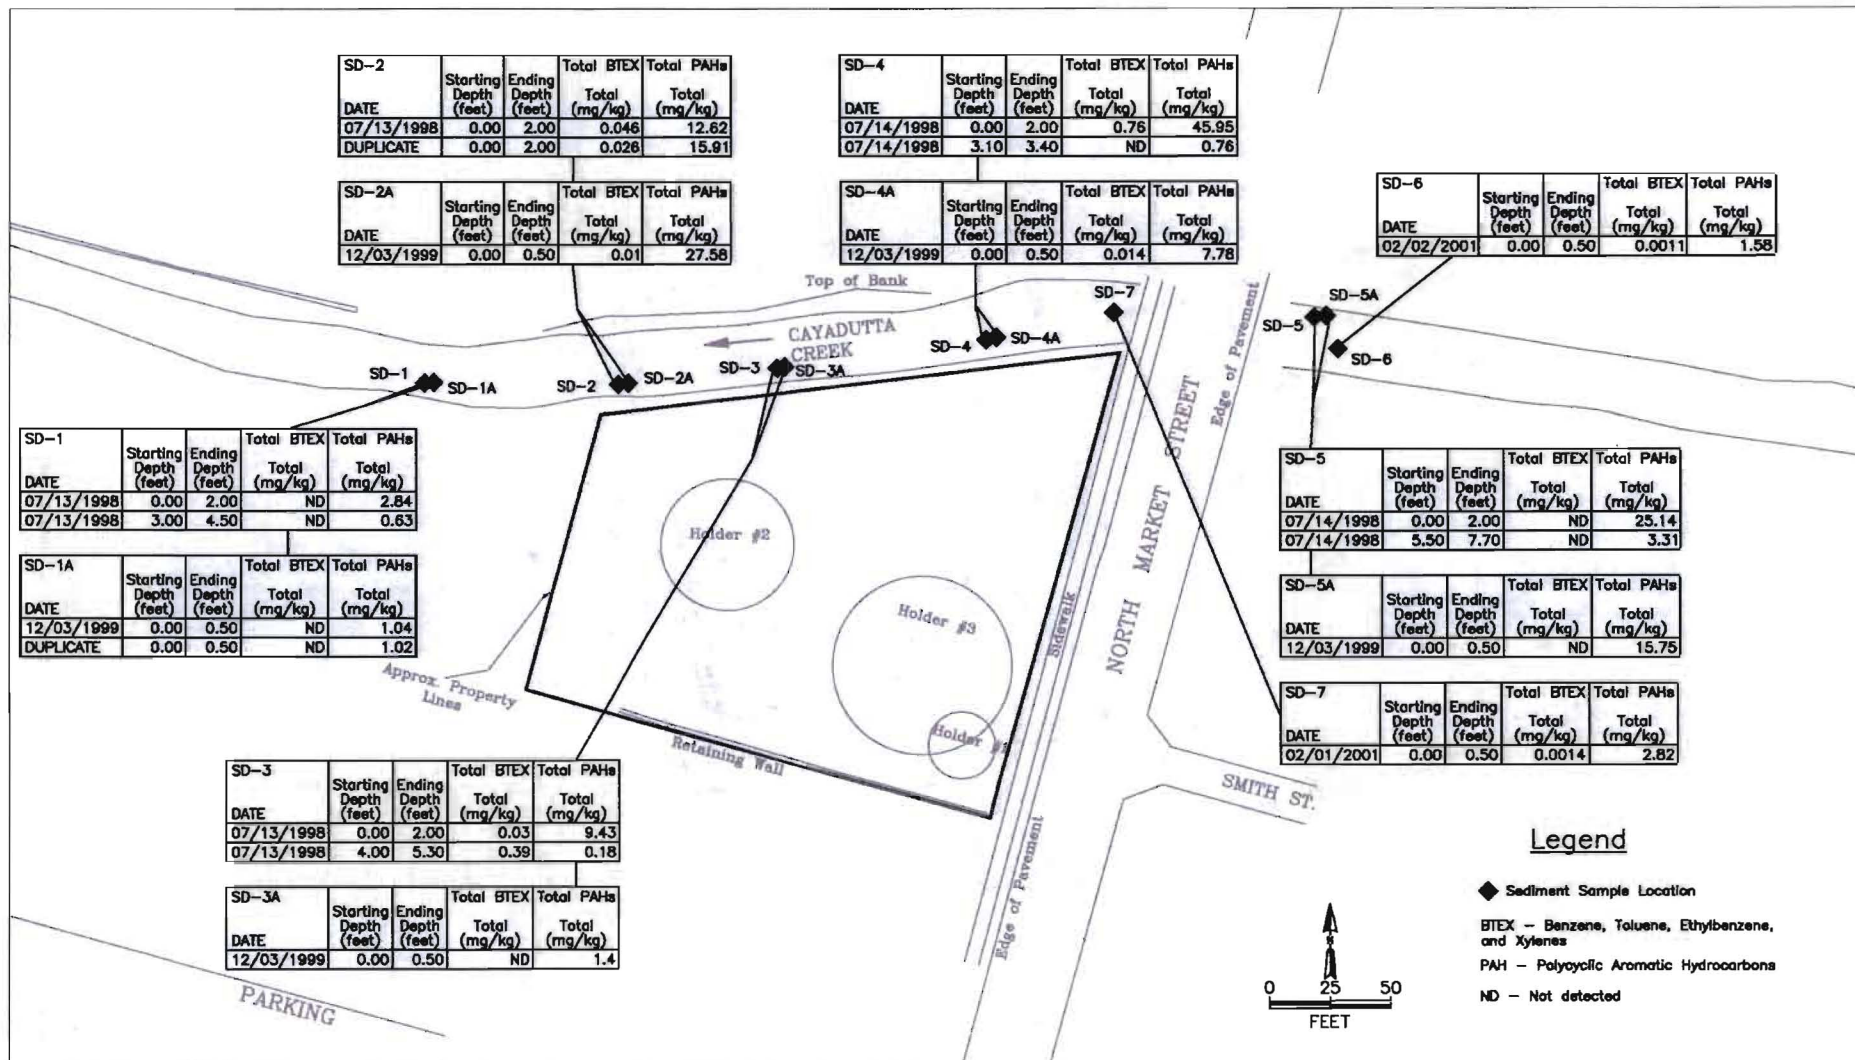 SD-2
Starting Depth (feet) Ending Depth (feet) Total BTEX Total (mg/kg) Total PAHs Total (mg/kg)
DATE
07/13/1998 0.00 2.00 0.046 12.62
DUPLICATE 0.00 2.00 0.026 15.91
SD-2A
Starting Depth (feet) Ending Depth (feet) Total BTEX Total (mg/kg) Total PAHs Total (mg/kg)
DATE
12/03/1999 0.00 0.50 0.01 27.58
SD-4
Starting Depth (feet) Ending Depth (feet) Total BTEX Total (mg/kg) Total PAHs Total (mg/kg)
DATE
07/14/1998 0.00 2.00 0.76 45.95
07/14/1998 3.10 3.40 ND 0.76
SD-4A
Starting Depth (feet) Ending Depth (feet) Total BTEX Total (mg/kg) Total PAHs Total (mg/kg)
DATE
12/03/1999 0.00 0.50 0.014 7.78
SD-6
Starting Depth (feet) Ending Depth (feet) Total BTEX Total (mg/kg) Total PAHs Total (mg/kg)
DATE
02/02/2001 0.00 0.50 0.0011 1.58
Top of Bank
CAYADUTTA
CREEK
SD-7
SD-5A
SD-5
SD-6
SD-4
SD-4A
SD-3
SD-3A
SD-2
SD-2A
SD-1
SD-1A
Edge of Pavement
SD-1
Starting Depth (feet) Ending Depth (feet) Total BTEX Total (mg/kg) Total PAHs Total (mg/kg)
DATE
07/13/1998 0.00 2.00 ND 2.84
07/13/1998 3.00 4.50 ND 0.63
SD-1A
Starting Depth (feet) Ending Depth (feet) Total BTEX Total (mg/kg) Total PAHs Total (mg/kg)
DATE
12/03/1999 0.00 0.50 ND 1.04
DUPLICATE 0.00 0.50 ND 1.02
Holder #2
Holder #3
Holder #1
Sidewalk
NORTH MARKET STREET
SD-5
Starting Depth (feet) Ending Depth (feet) Total BTEX Total (mg/kg) Total PAHs Total (mg/kg)
DATE
07/14/1998 0.00 2.00 ND 25.14
07/14/1998 5.50 7.70 ND 3.31
SD-5A
Starting Depth (feet) Ending Depth (feet) Total BTEX Total (mg/kg) Total PAHs Total (mg/kg)
DATE
12/03/1999 0.00 0.50 ND 15.75
SD-7
Starting Depth (feet) Ending Depth (feet) Total BTEX Total (mg/kg) Total PAHs Total (mg/kg)
DATE
02/01/2001 0.00 0.50 0.0014 2.82
Approx. Property
Lines
Retaining Wall
SMITH ST.
Edge of Pavement
SD-3
Starting Depth (feet) Ending Depth (feet) Total BTEX Total (mg/kg) Total PAHs Total (mg/kg)
DATE
07/13/1998 0.00 2.00 0.03 9.43
07/13/1998 4.00 5.30 0.39 0.18
SD-3A
Starting Depth (feet) Ending Depth (feet) Total BTEX Total (mg/kg) Total PAHs Total (mg/kg)
DATE
12/03/1999 0.00 0.50 ND 1.4
PARKING
N
0 25 50
FEET
Legend
Sediment Sample Location
BTEX - Benzene, Toluene, Ethylbenzene,
and Xylenes
PAH - Polycyclic Aromatic Hydrocarbons
ND - Not detected